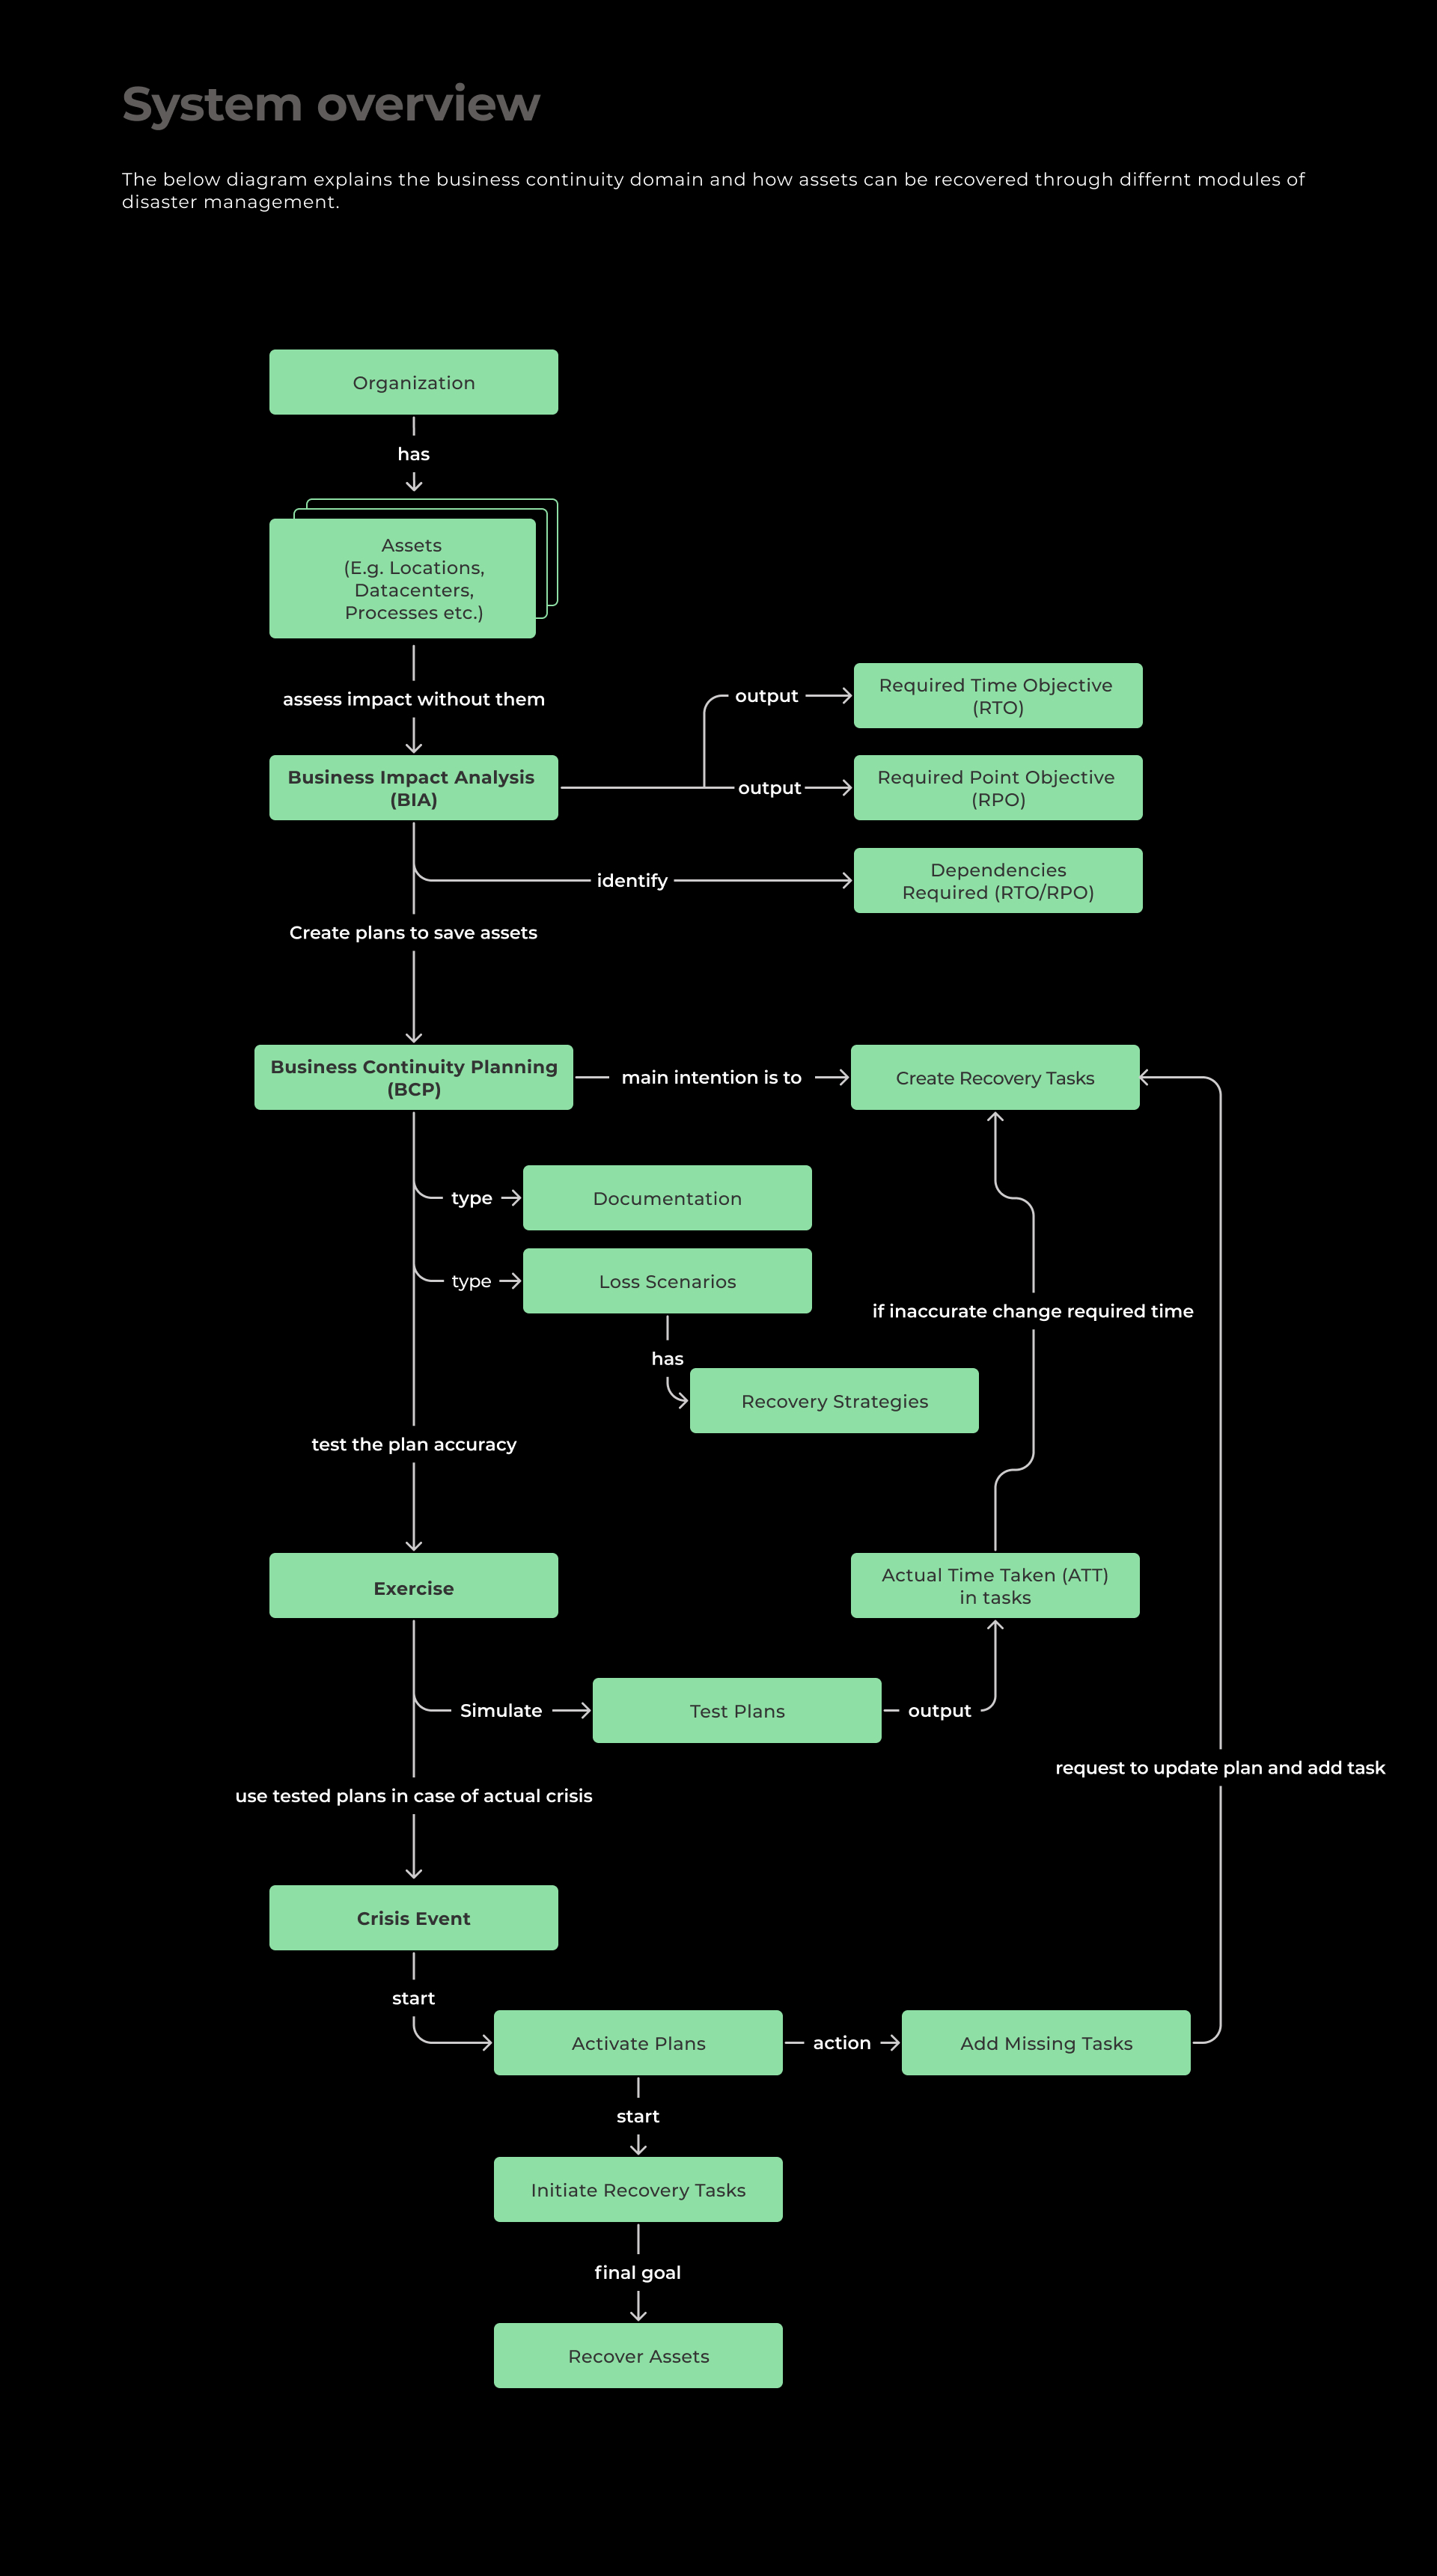 System overview
The below diagram explains the business continuity domain and how assets can be recovered through differnt modules of
disaster management.
Organization
has
Assets
(E.g. Locations,
Datacenters,
Processes etc.)
assess impact without them
output
Required Time Objective
(RTO)
Business Impact Analysis
(BIA)
output
Required Point Objective
(RPO)
identify
Dependencies
Required (RTO/RPO)
Create plans to save assets
Business Continuity Planning
(BCP)
main intention is to
Create Recovery Tasks
type
Documentation
type
Loss Scenarios
if inaccurate change required time
has
Recovery Strategies
test the plan accuracy
Exercise
Actual Time Taken (ATT)
in tasks
Simulate
Test Plans
output
request to update plan and add task
use tested plans in case of actual crisis
Crisis Event
start
Activate Plans
action
Add Missing Tasks
start
Initiate Recovery Tasks
final goal
Recover Assets